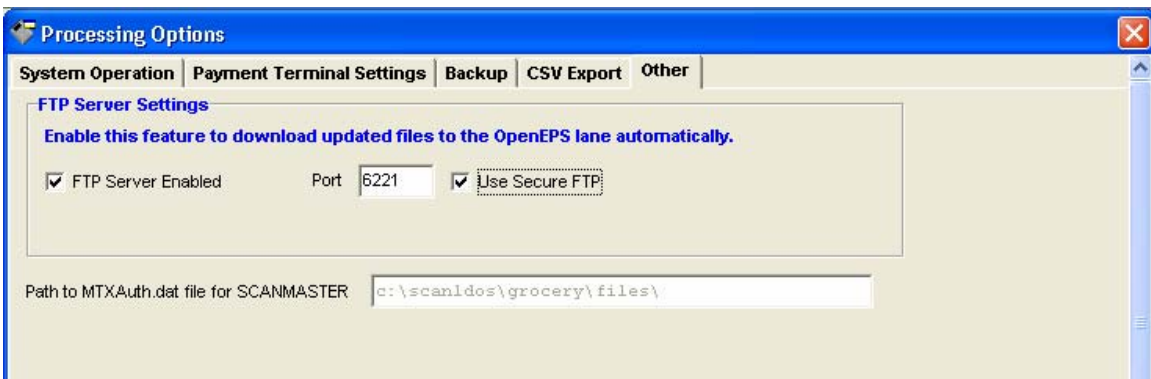 Processing Options
System Operation Payment Terminal Settings Backup CSV Export Other
FTP Server Settings
Enable this feature to download updated files to the OpenEPS lane automatically.
FTP Server Enabled Port 6221 Use Secure FTP
Path to MTXAuth.dat file for SCANMASTER c:\scanldos\grocery\files\